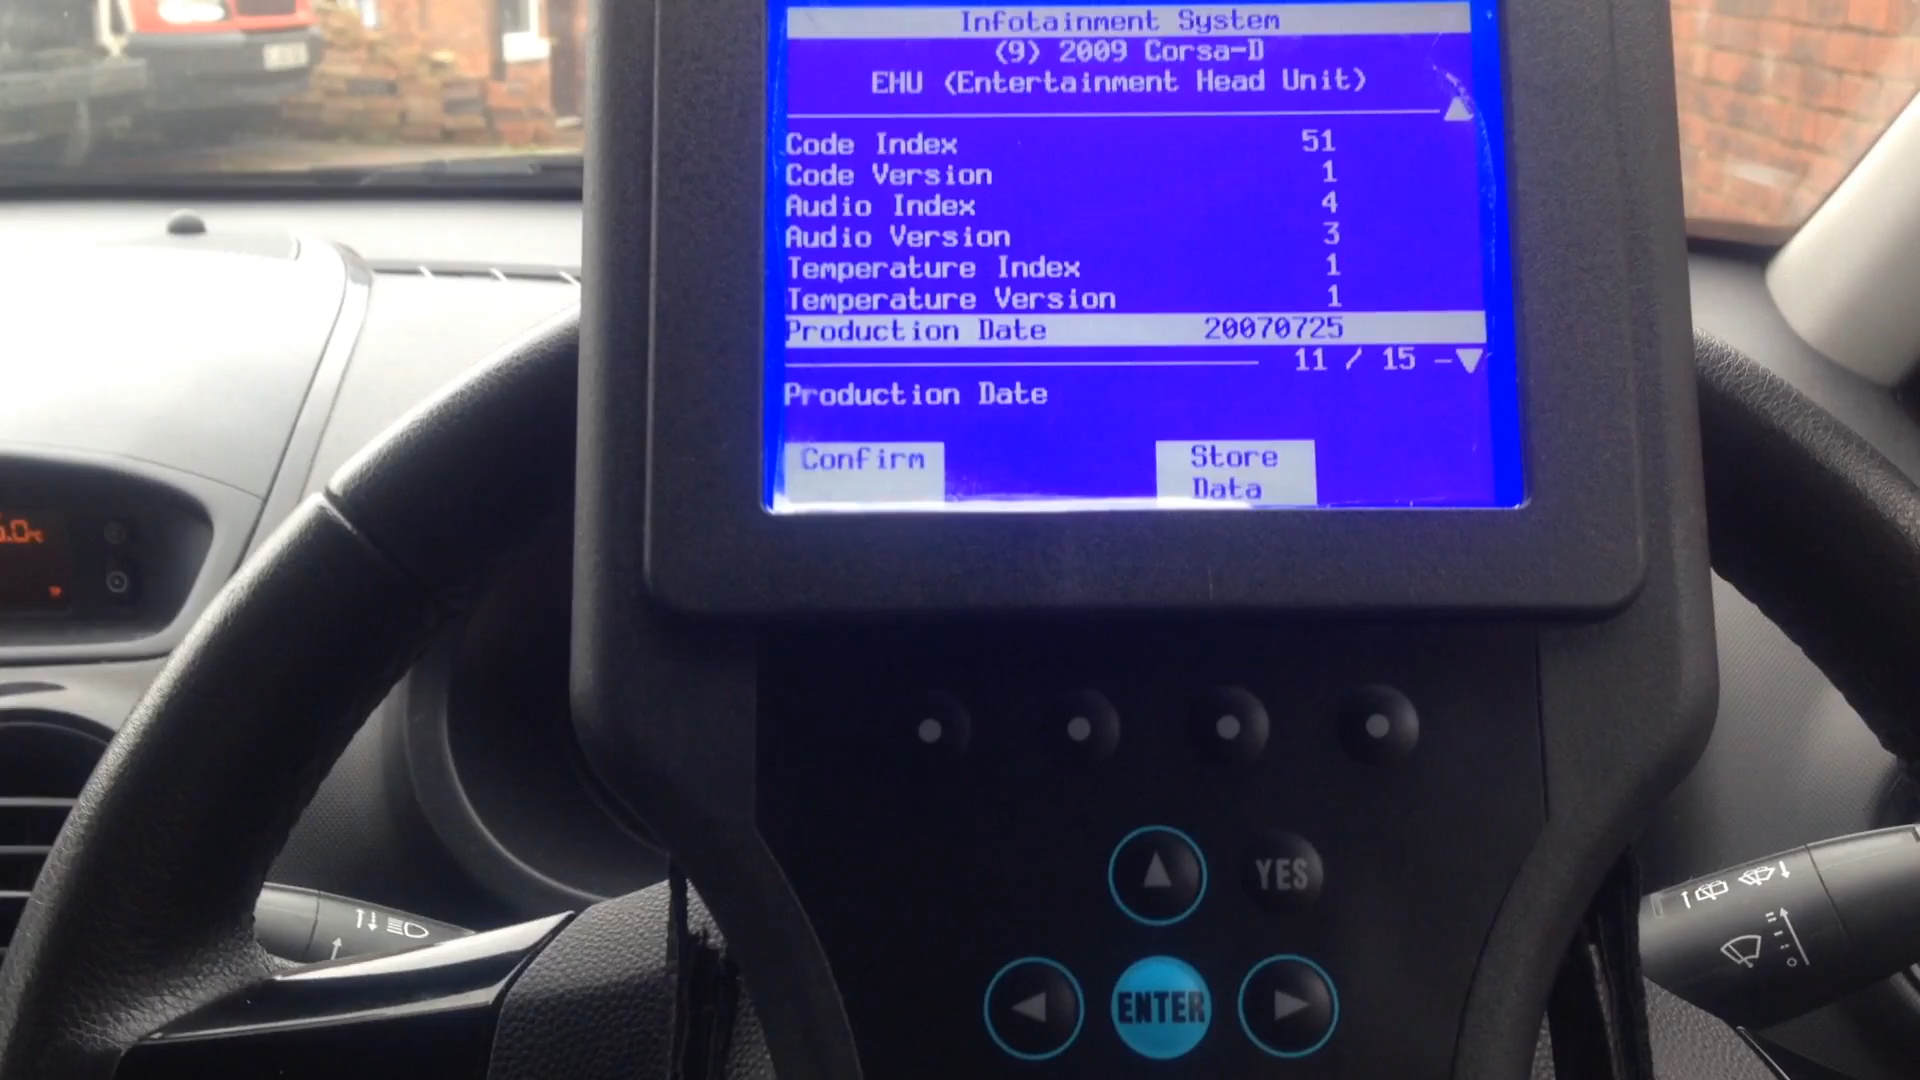 Infotainment System
(9) 2009 Corsa-D
EHU (Entertainment Head Unit)
Code Index 51
Code Version 1
Audio Index 4
Audio Version 3
Temperature Index 1
Temperature Version 1
Production Date 20070725
11 / 15
Production Date
Confirm
Store
Data
YES
ENTER